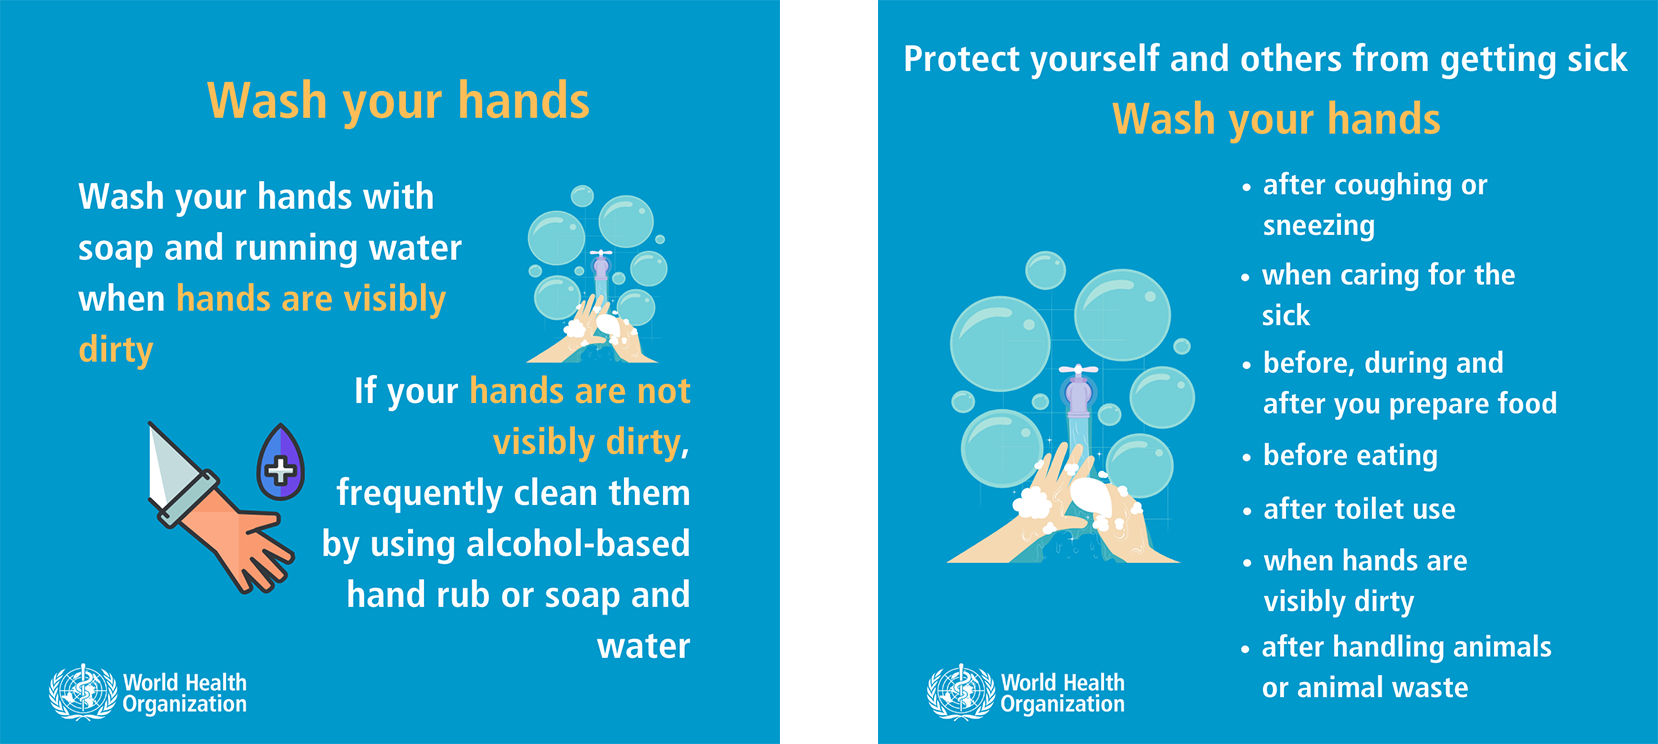 Wash your hands
Wash your hands with
soap and running water
when hands are visibly
dirty
If your hands are not
visibly dirty,
frequently clean them
by using alcohol-based
hand rub or soap and
water
World Health
Organization
Protect yourself and others from getting sick
Wash your hands
• after coughing or
sneezing
• when caring for the
sick
• before, during and
after you prepare food
• before eating
• after toilet use
• when hands are
visibly dirty
• after handling animals
or animal waste
World Health
Organization